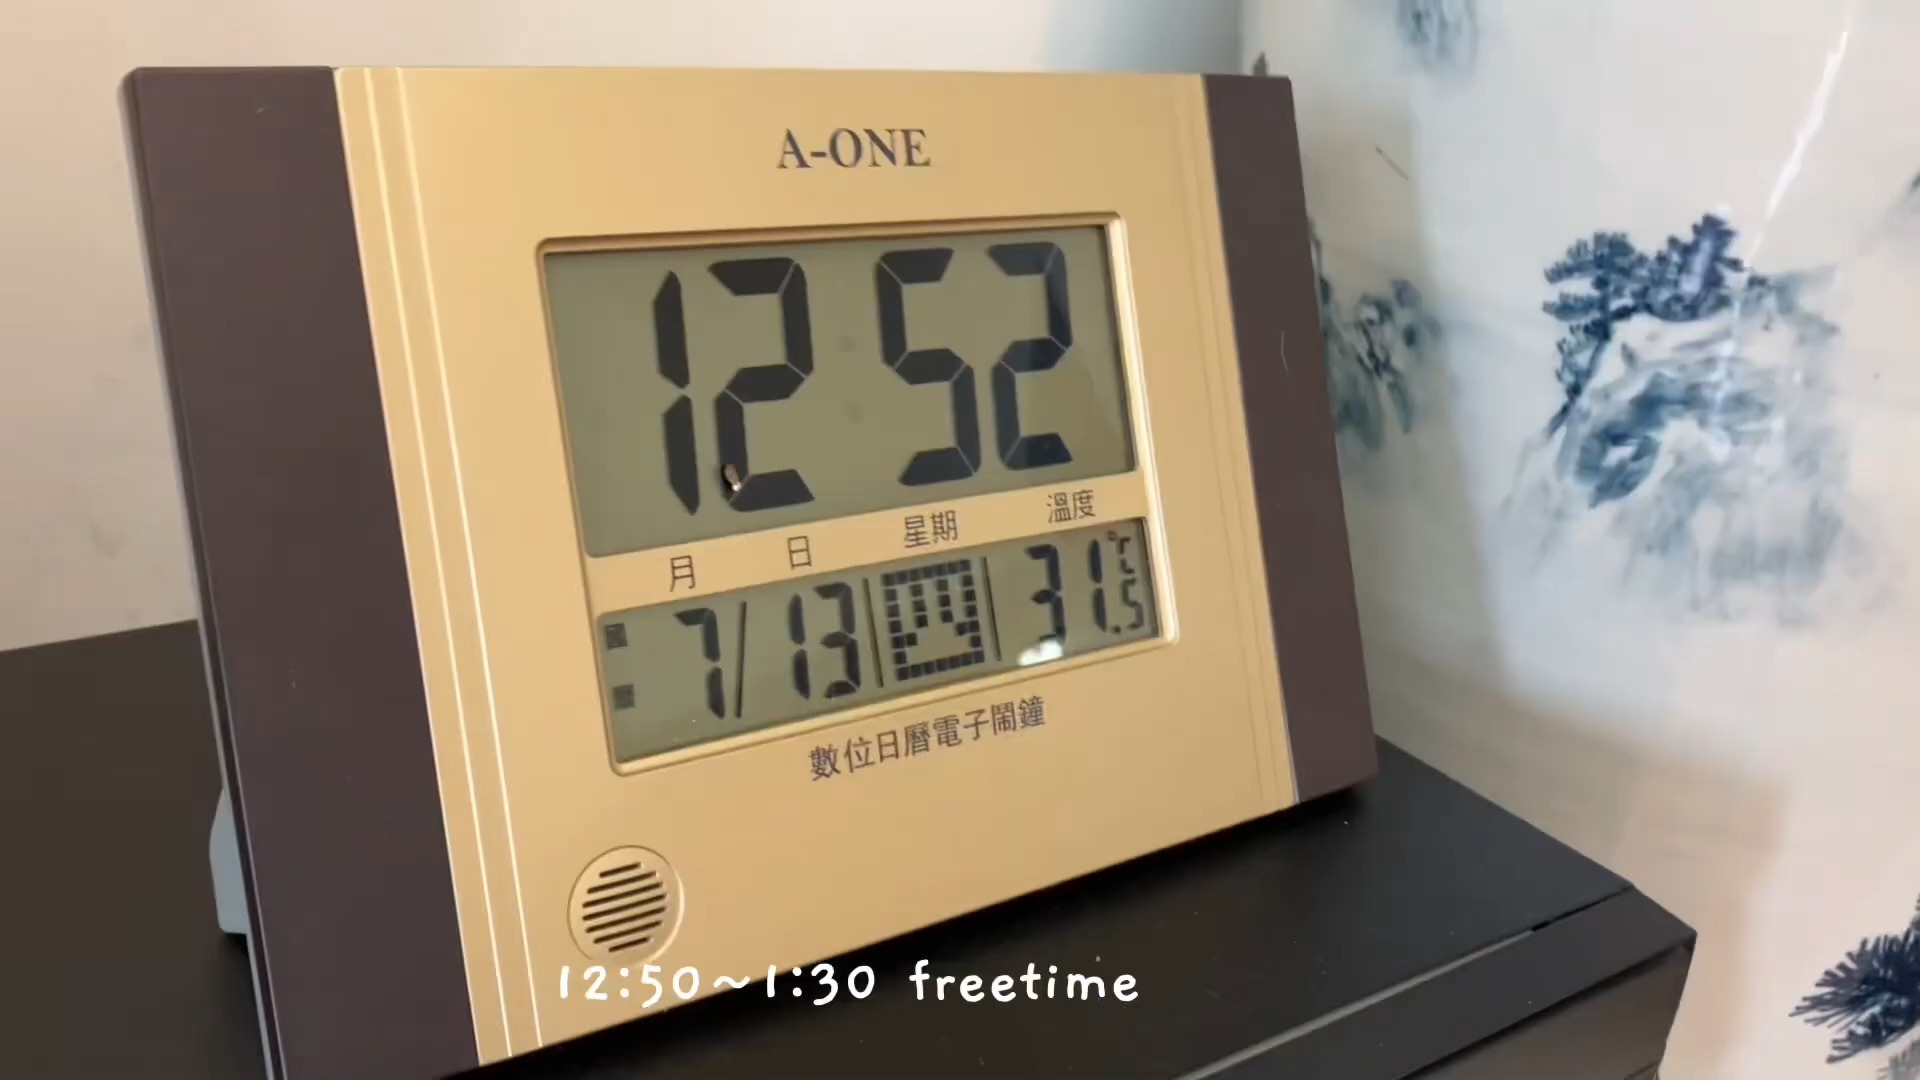 A-ONE
12 52
月 日 星期 溫度
7/13 四 31.5℃
數位日曆電子鬧鐘
12:50~1:30 freetime